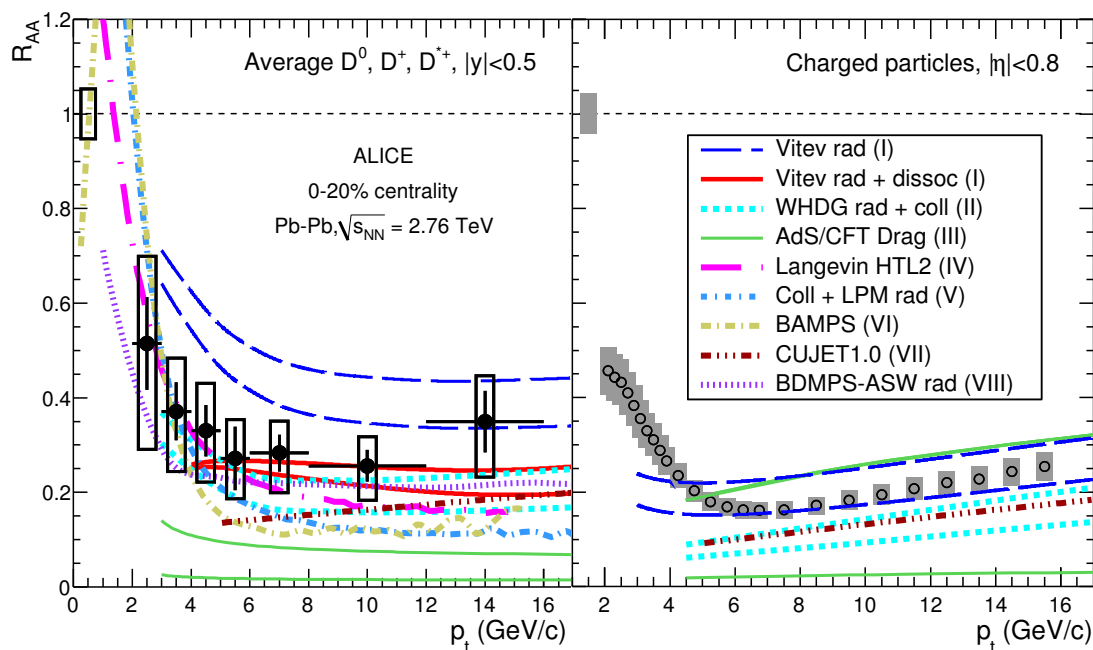 R_AA
1.2
1
0.8
0.6
0.4
0.2
0
Average D⁰, D⁺, D*⁺, |y|<0.5
ALICE
0-20% centrality
Pb-Pb,√s_NN = 2.76 TeV
0 2 4 6 8 10 12 14 16
p_t (GeV/c)
Charged particles, |η|<0.8
Vitev rad (I)
Vitev rad + dissoc (I)
WHDG rad + coll (II)
AdS/CFT Drag (III)
Langevin HTL2 (IV)
Coll + LPM rad (V)
BAMPS (VI)
CUJET1.0 (VII)
BDMPS-ASW rad (VIII)
2 4 6 8 10 12 14 16
p_t (GeV/c)